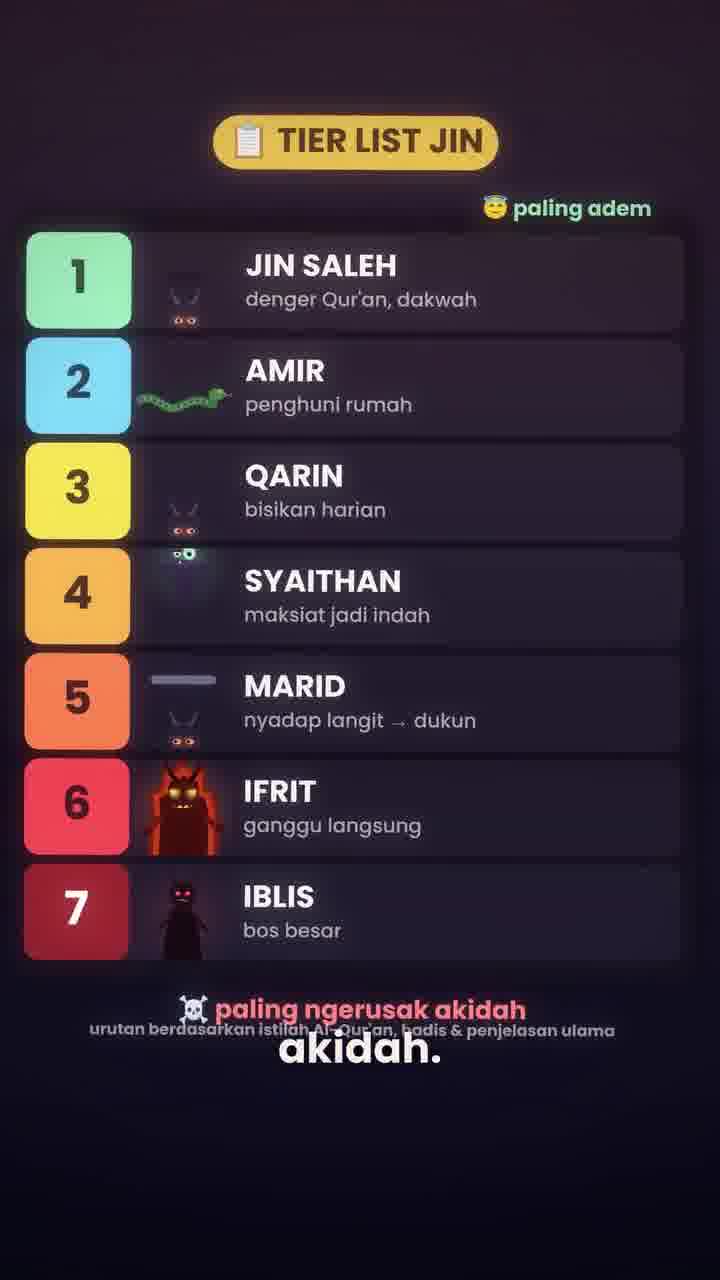 📋 TIER LIST JIN
😇 paling adem
1
JIN SALEH
denger Qur'an, dakwah
2
AMIR
penghuni rumah
3
QARIN
bisikan harian
4
SYAITHAN
maksiat jadi indah
5
MARID
nyadap langit → dukun
6
IFRIT
ganggu langsung
7
IBLIS
bos besar
☠️ paling ngerusak akidah
urutan berdasarkan istilah Al-Qur'an, hadis & penjelasan ulama
akidah.